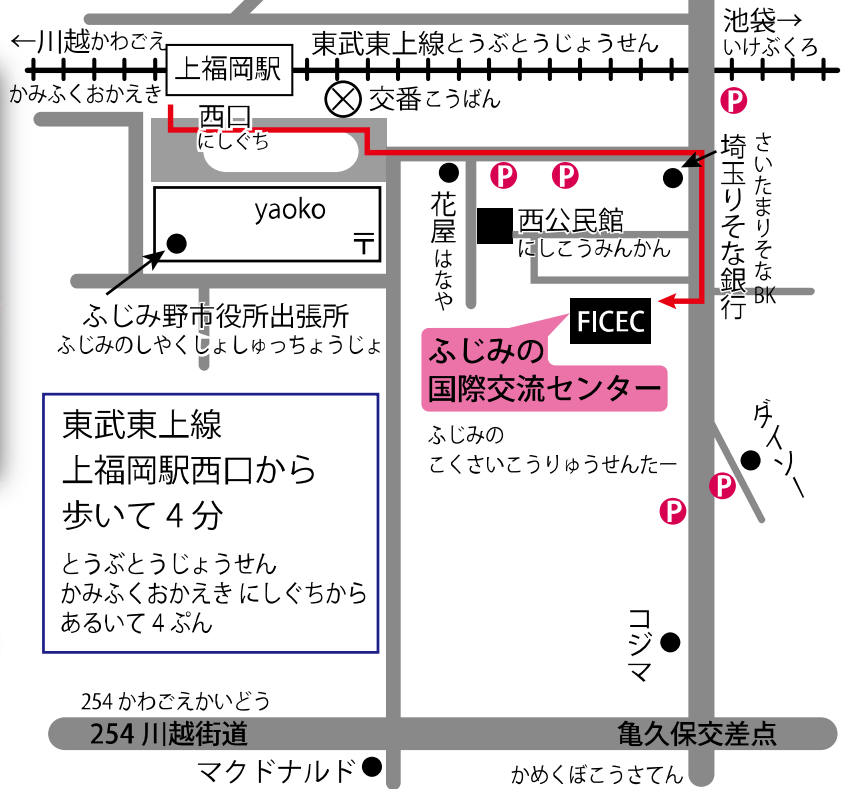 ←川越かわごえ
上福岡駅
かみふくおかえき
東武東上線とうぶとうじょうせん
池袋→
いけぶくろ
交番こうばん
西口
にしぐち
P
P
P
埼玉りそな銀行
さいたまりそな
BK
花屋はなや
西公民館
にしこうみんかん
yaoko
〒
ふじみ野市役所出張所
ふじみのしやくしょしゅっちょうじょ
FICEC
ふじみの
国際交流センター
ふじみの
こくさいこうりゅうせんたー
東武東上線
上福岡駅西口から
歩いて4分
とうぶとうじょうせん
かみふくおかえき にしぐちから
あるいて4ぷん
ダイソー
P
P
コジマ
254かわごえかいどう
254川越街道
亀久保交差点
かめくぼこうさてん
マクドナルド